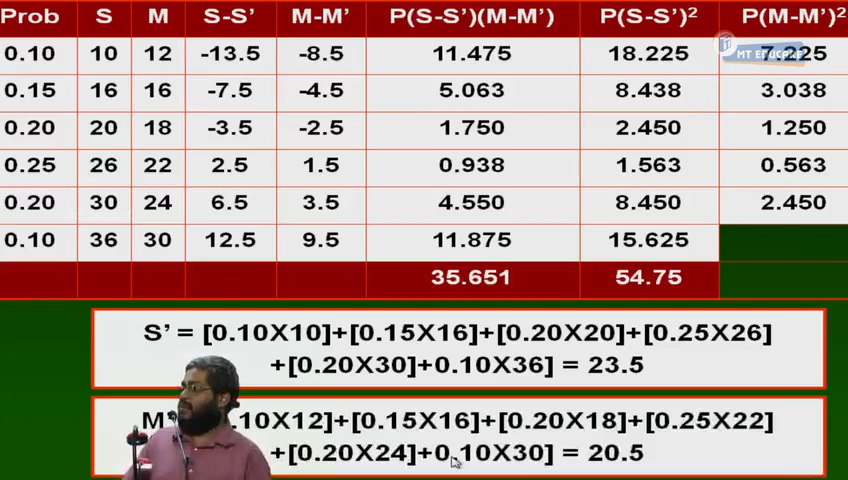 Prob S M S-S’ M-M’ P(S-S’)(M-M’) P(S-S’)² P(M-M’)²
0.10 10 12 -13.5 -8.5 11.475 18.225 7.225
MT EDUCARE
0.15 16 16 -7.5 -4.5 5.063 8.438 3.038
0.20 20 18 -3.5 -2.5 1.750 2.450 1.250
0.25 26 22 2.5 1.5 0.938 1.563 0.563
0.20 30 24 6.5 3.5 4.550 8.450 2.450
0.10 36 30 12.5 9.5 11.875 15.625
35.651 54.75
S’ = [0.10X10]+[0.15X16]+[0.20X20]+[0.25X26]
+[0.20X30]+0.10X36] = 23.5
M’ .10X12]+[0.15X16]+[0.20X18]+[0.25X22]
+[0.20X24]+0.10X30] = 20.5